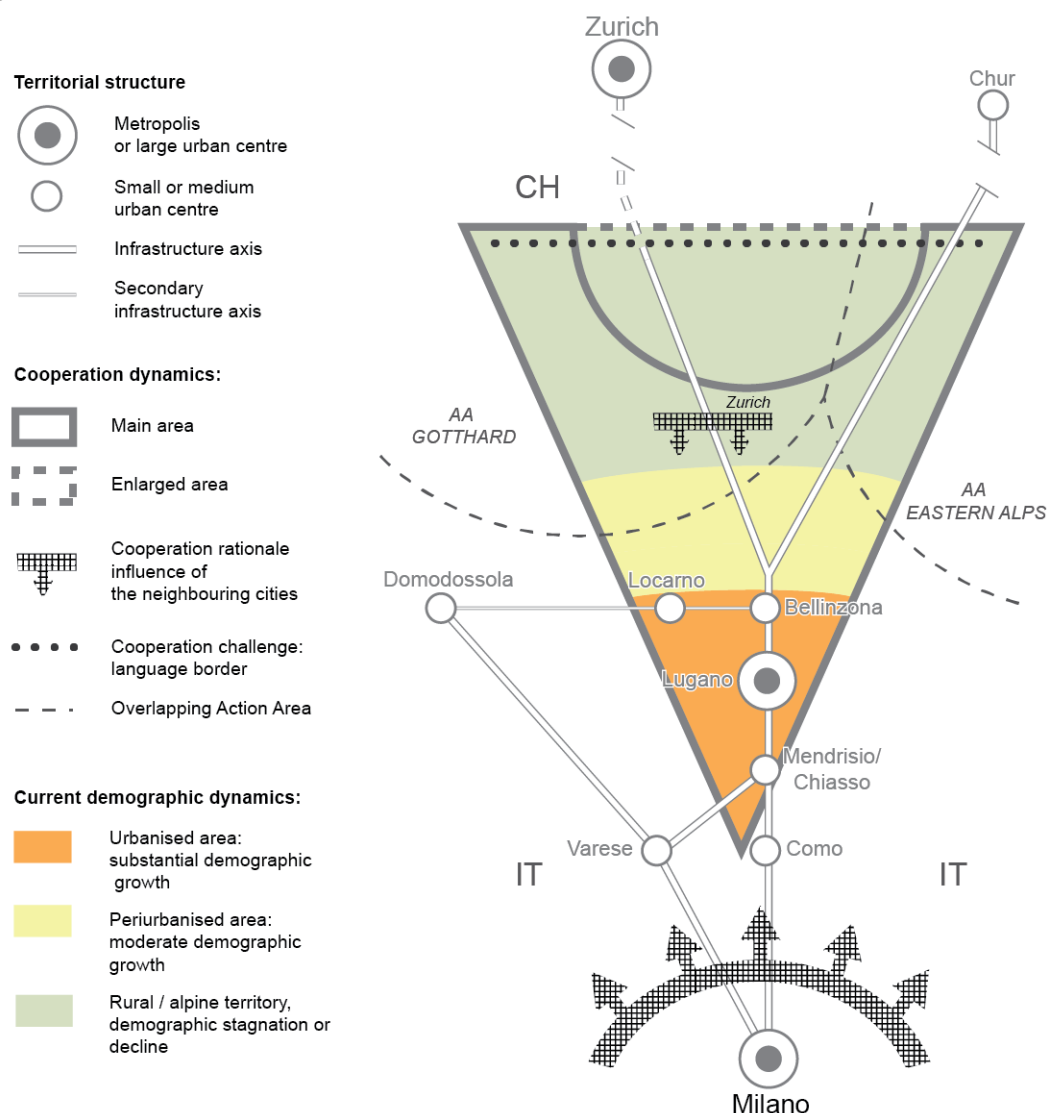 Territorial structure
Metropolis
or large urban centre
Small or medium
urban centre
Infrastructure axis
Secondary
infrastructure axis
Cooperation dynamics:
Main area
Enlarged area
Cooperation rationale
influence of
the neighbouring cities
Cooperation challenge:
language border
Overlapping Action Area
Current demographic dynamics:
Urbanised area:
substantial demographic
growth
Periurbanised area:
moderate demographic
growth
Rural / alpine territory,
demographic stagnation or
decline
Zurich
Chur
CH
Zurich
AA
GOTTHARD
AA
EASTERN ALPS
Domodossola
Locarno
Bellinzona
Lugano
Mendrisio/
Chiasso
Varese
Como
IT
IT
Milano